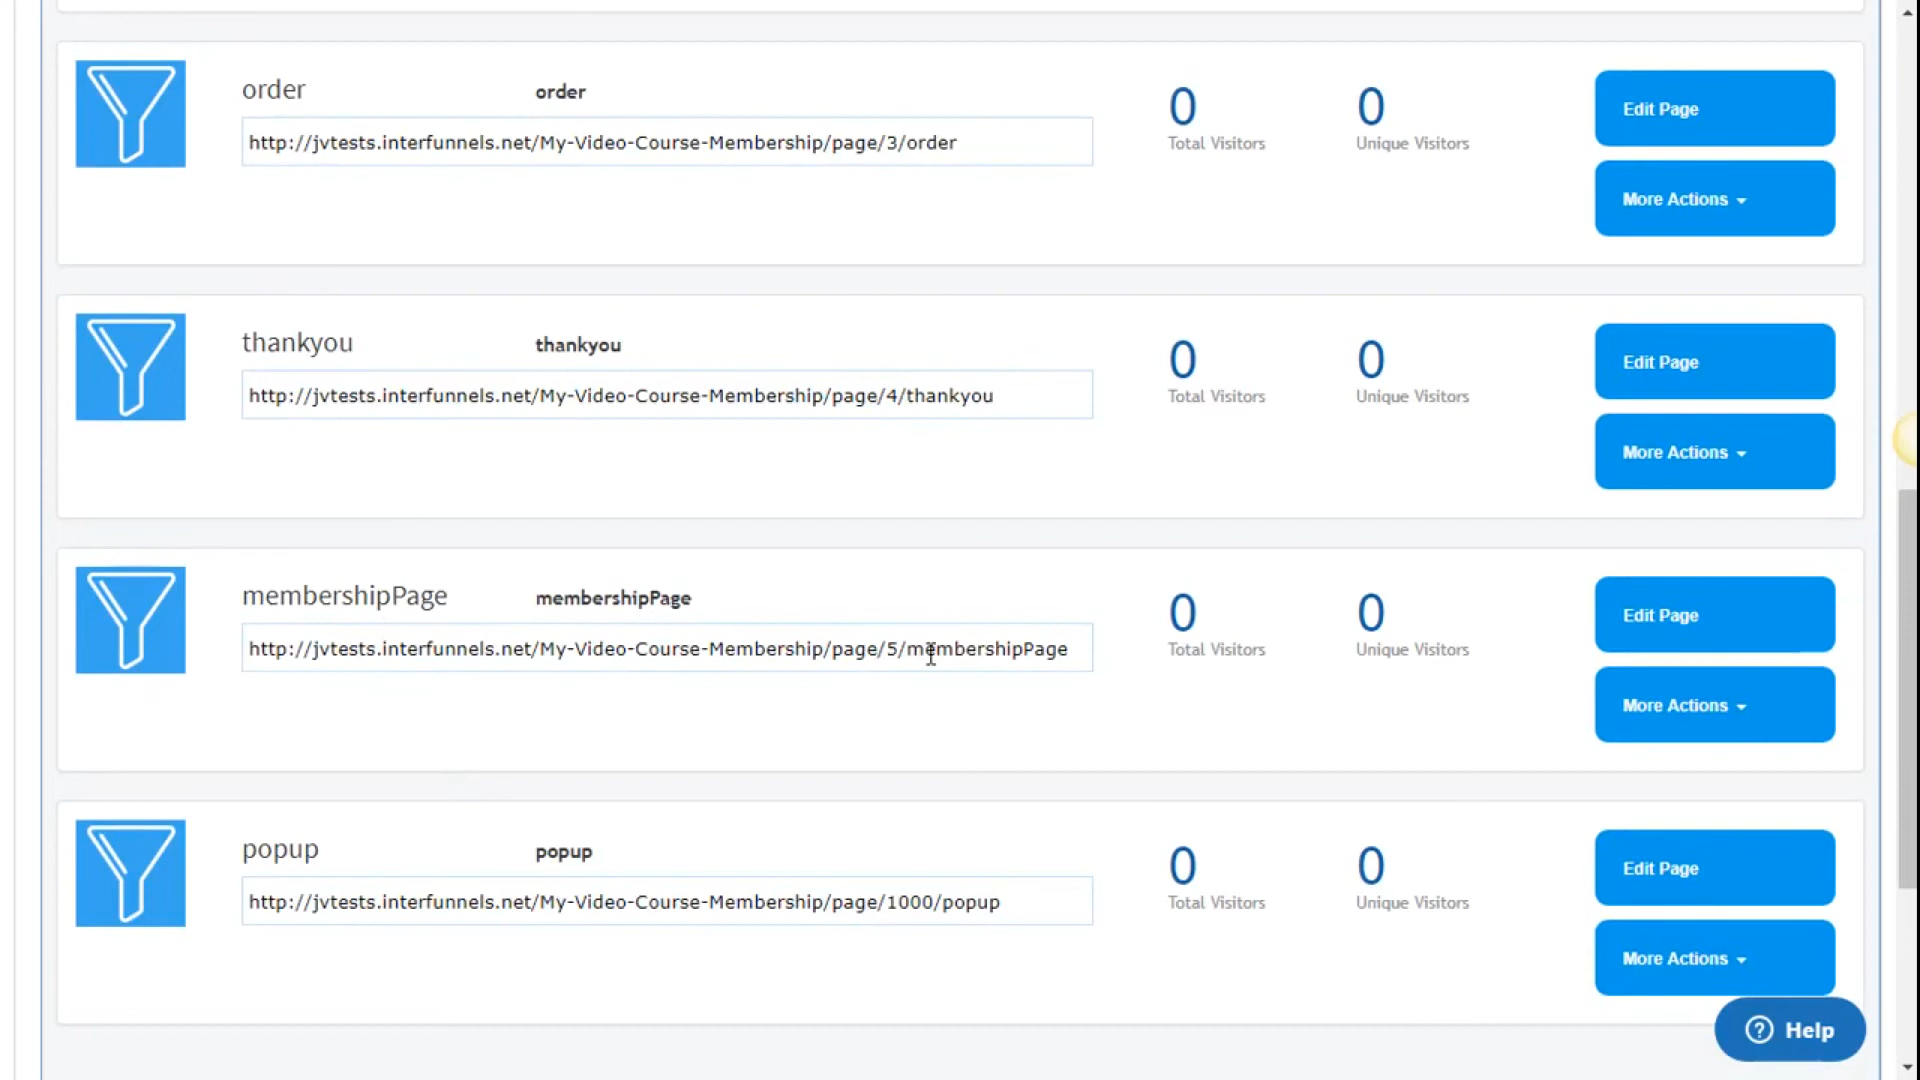 order order
http://jvtests.interfunnels.net/My-Video-Course-Membership/page/3/order
0 0
Total Visitors Unique Visitors
Edit Page
More Actions
thankyou thankyou
http://jvtests.interfunnels.net/My-Video-Course-Membership/page/4/thankyou
0 0
Total Visitors Unique Visitors
Edit Page
More Actions
membershipPage membershipPage
http://jvtests.interfunnels.net/My-Video-Course-Membership/page/5/membershipPage
0 0
Total Visitors Unique Visitors
Edit Page
More Actions
popup popup
http://jvtests.interfunnels.net/My-Video-Course-Membership/page/1000/popup
0 0
Total Visitors Unique Visitors
Edit Page
More Actions
? Help